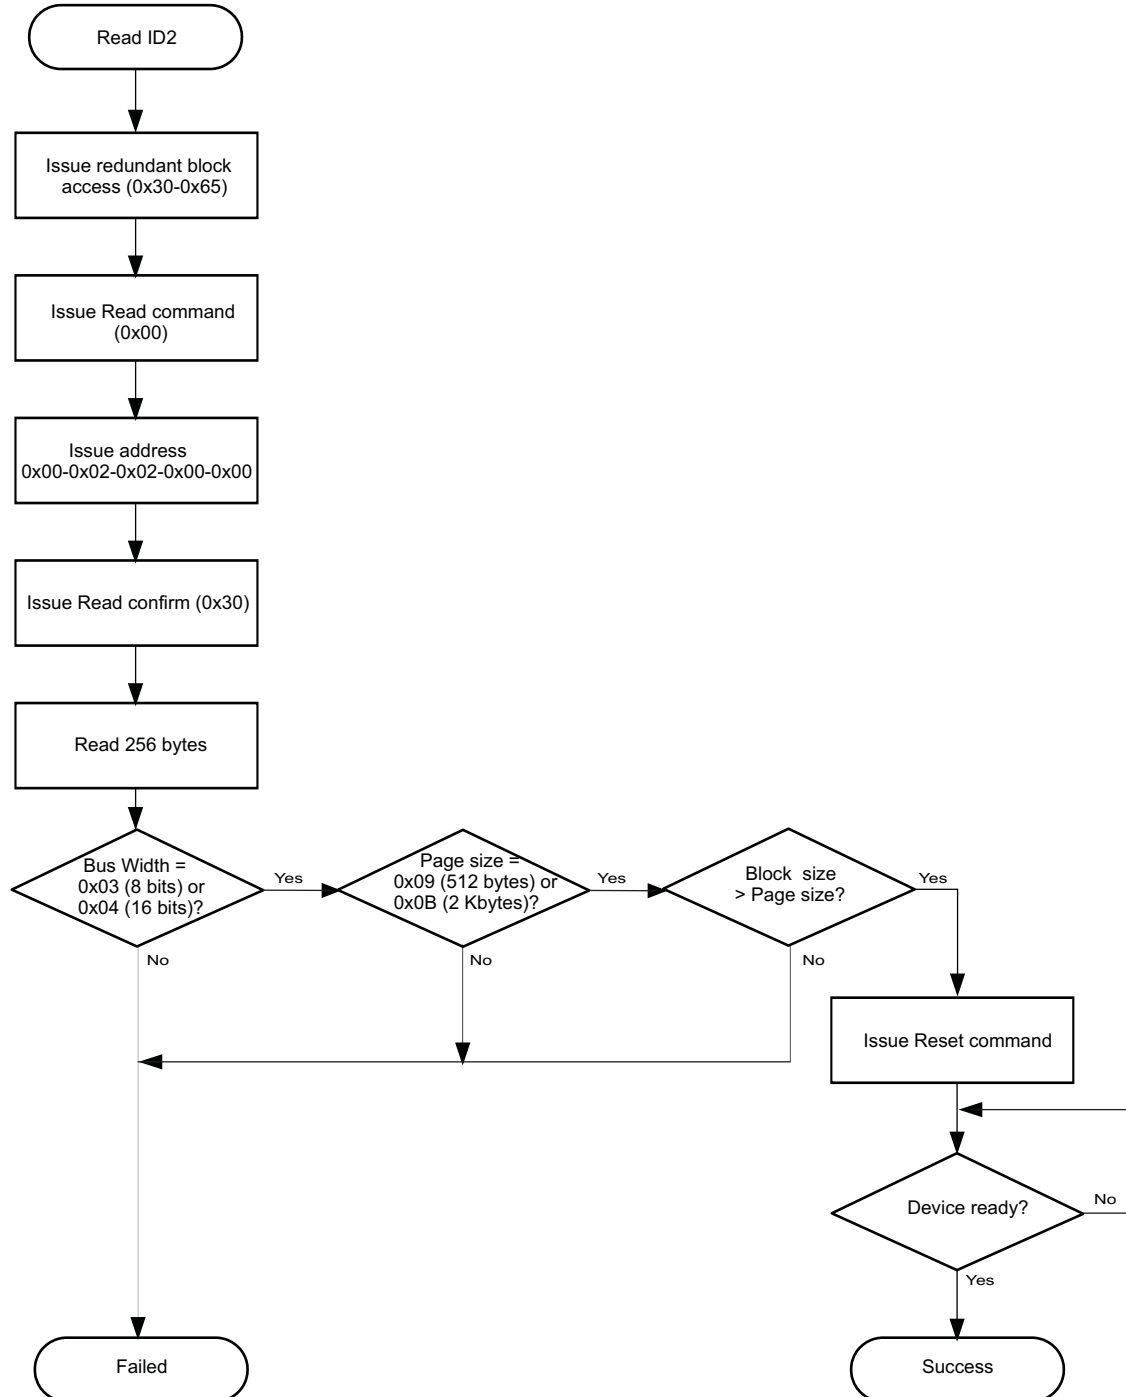 Read ID2
Issue redundant block
access (0x30-0x65)
Issue Read command
(0x00)
Issue address
0x00-0x02-0x02-0x00-0x00
Issue Read confirm (0x30)
Read 256 bytes
Bus Width =
0x03 (8 bits) or
0x04 (16 bits)?
Yes
No
Page size =
0x09 (512 bytes) or
0x0B (2 Kbytes)?
Yes
No
Block size
> Page size?
Yes
No
Issue Reset command
Device ready?
No
Yes
Failed
Success